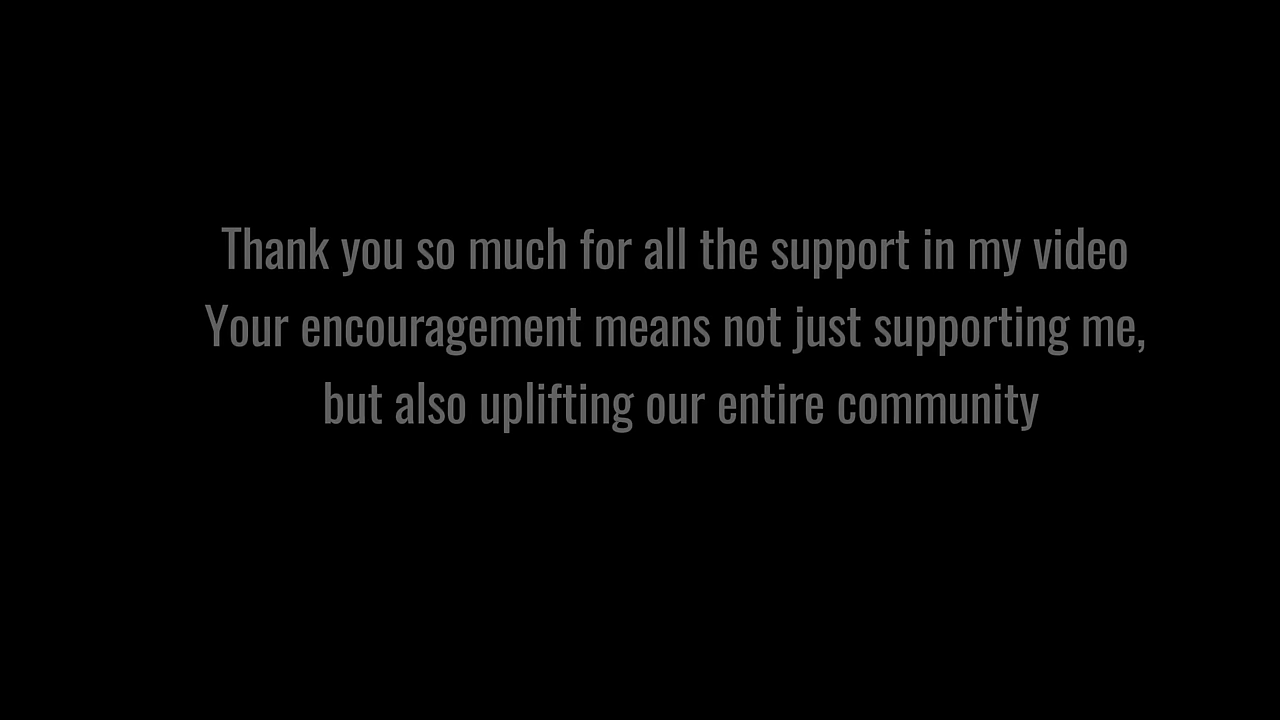 Thank you so much for all the support in my video
Your encouragement means not just supporting me,
but also uplifting our entire community